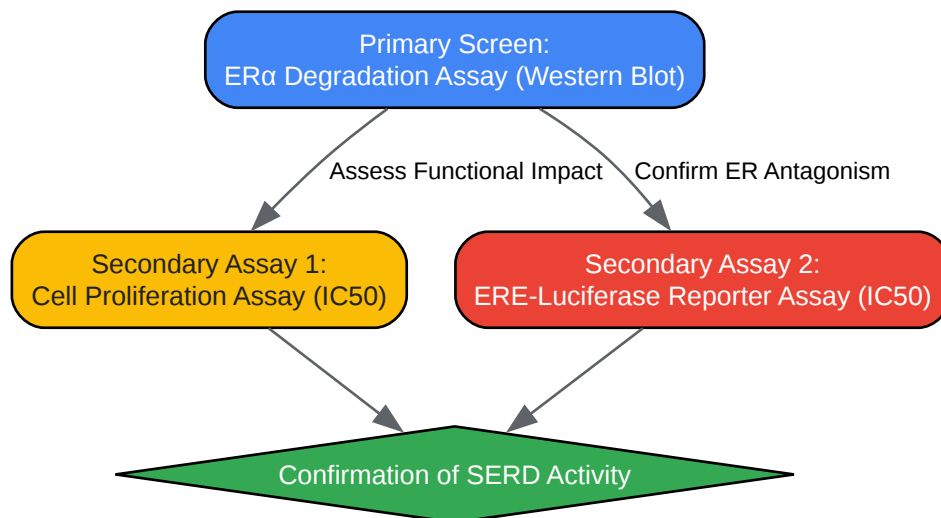 Primary Screen:
ERα Degradation Assay (Western Blot)
Assess Functional Impact
Confirm ER Antagonism
Secondary Assay 1:
Cell Proliferation Assay (IC50)
Secondary Assay 2:
ERE-Luciferase Reporter Assay (IC50)
Confirmation of SERD Activity